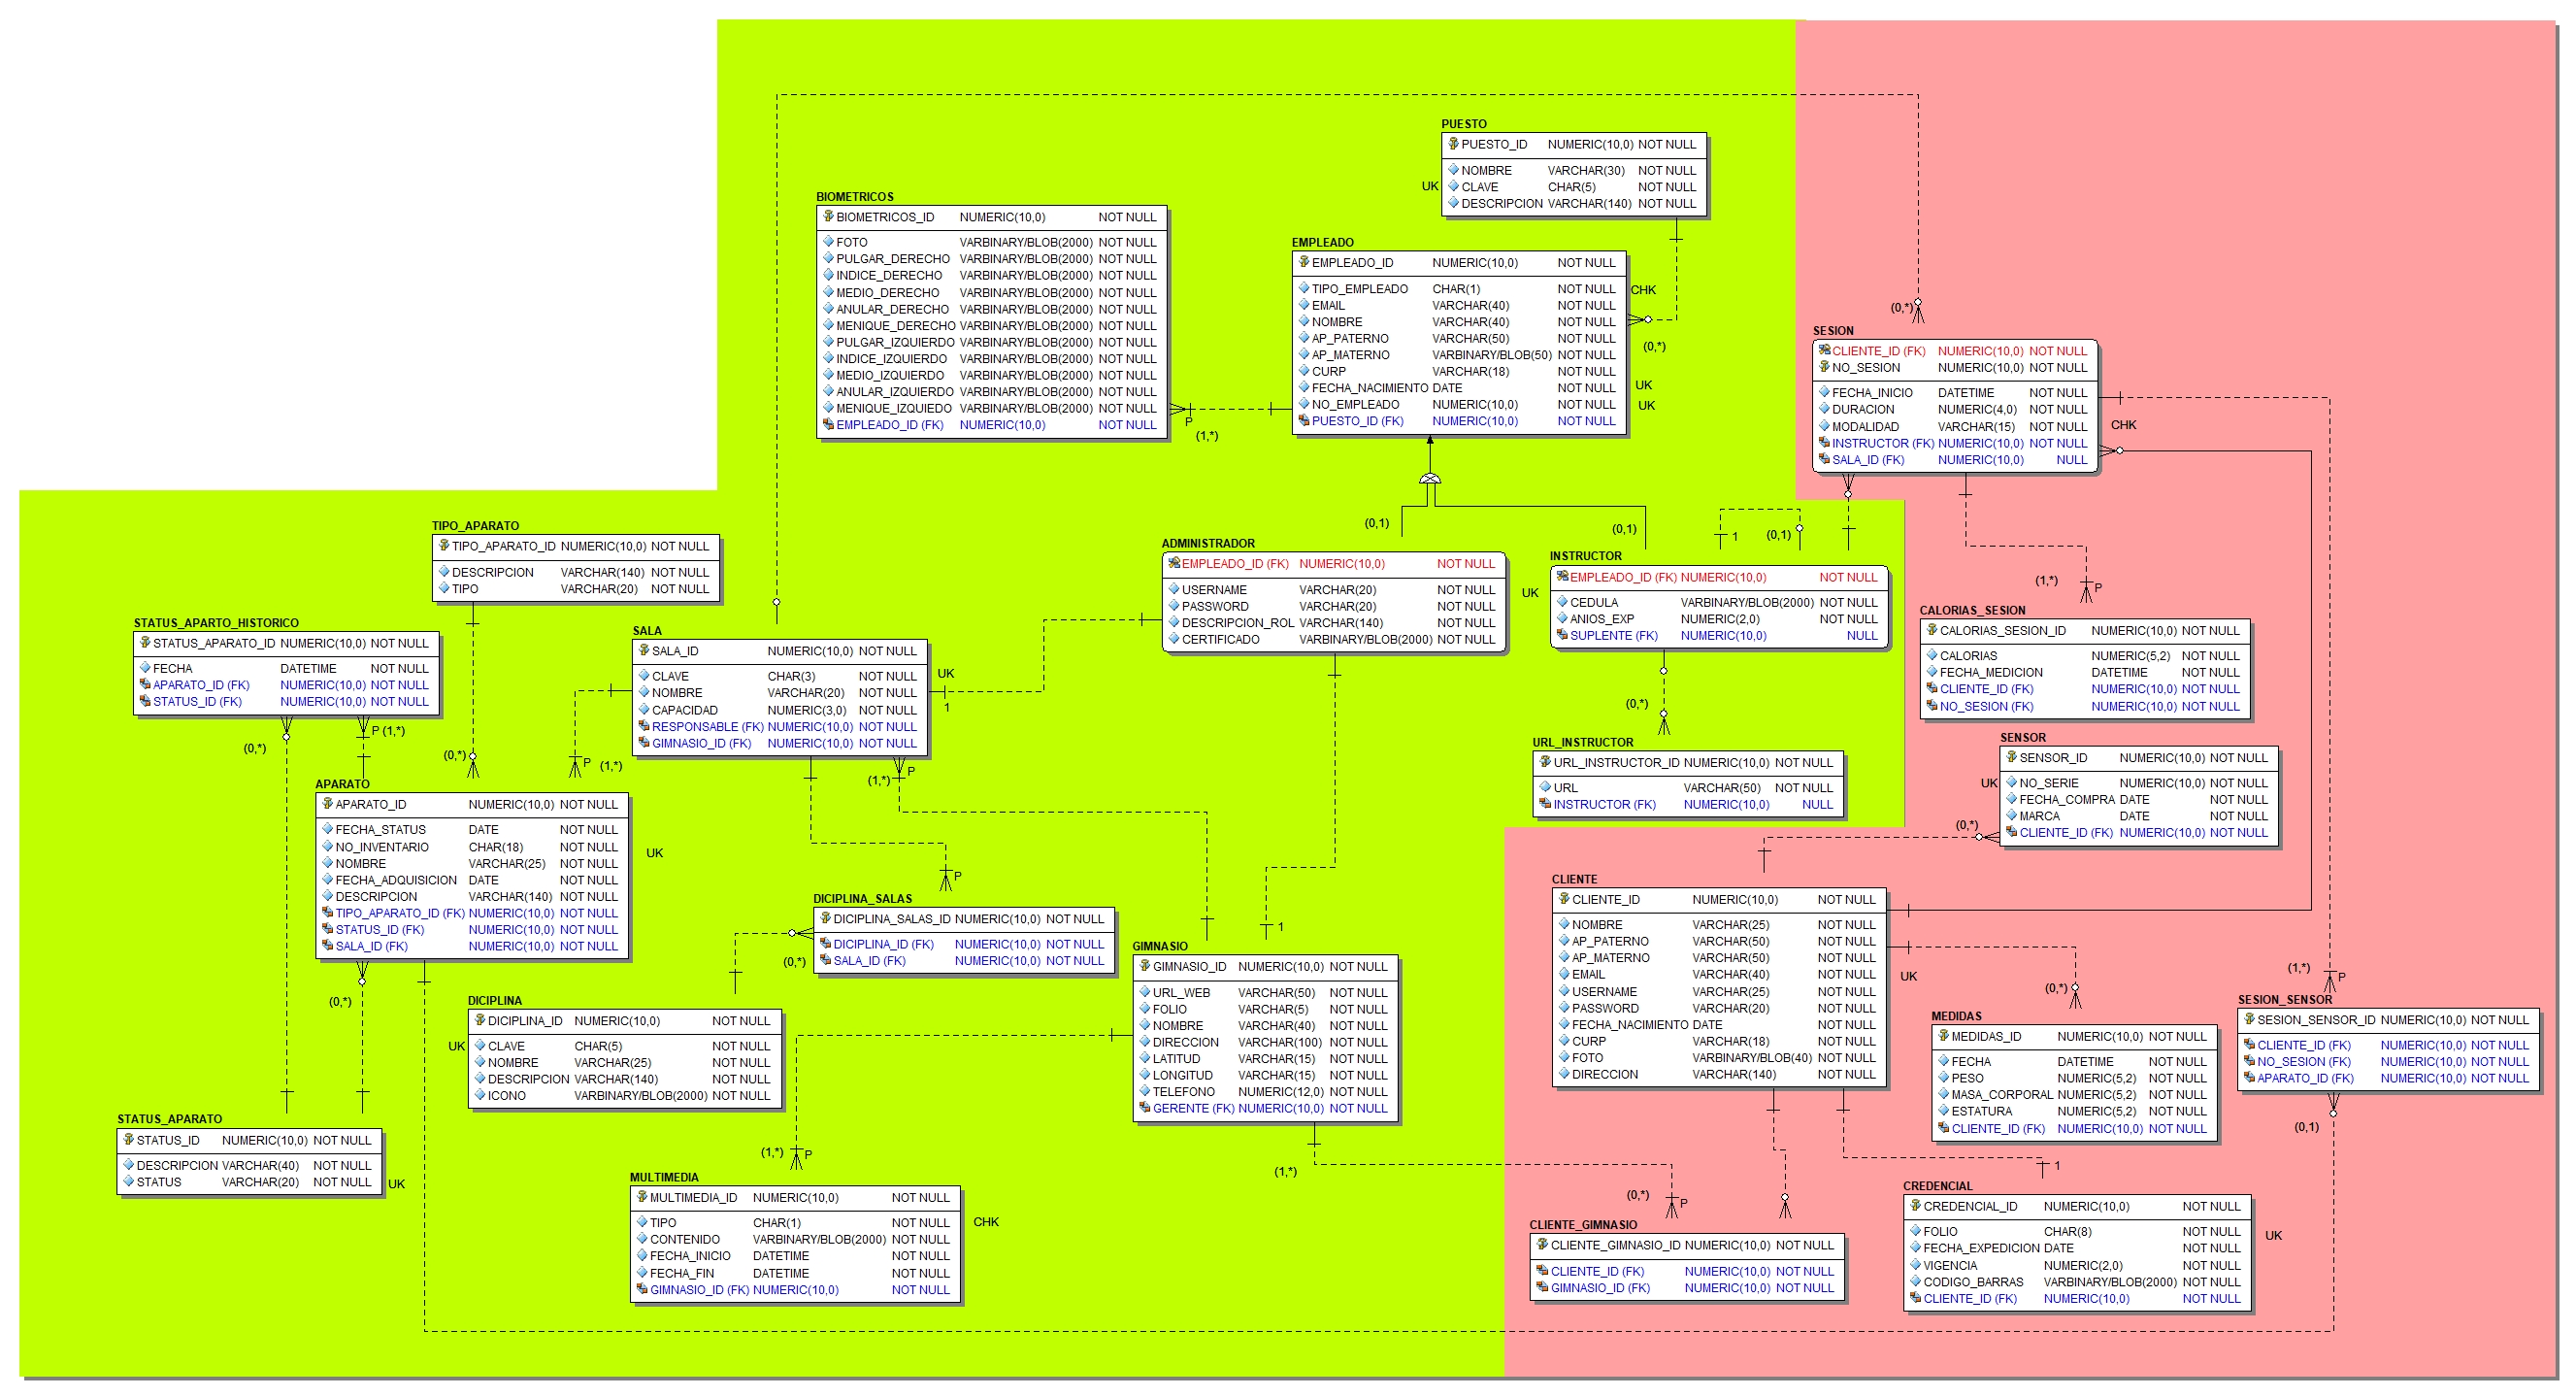 PUESTO
PUESTO_ID NUMERIC(10,0) NOT NULL
NOMBRE VARCHAR(30) NOT NULL
UK CLAVE CHAR(5) NOT NULL
DESCRIPCION VARCHAR(140) NOT NULL
BIOMETRICOS
BIOMETRICOS_ID NUMERIC(10,0) NOT NULL
FOTO VARBINARY/BLOB(2000) NOT NULL
PULGAR_DERECHO VARBINARY/BLOB(2000) NOT NULL
INDICE_DERECHO VARBINARY/BLOB(2000) NOT NULL
MEDIO_DERECHO VARBINARY/BLOB(2000) NOT NULL
ANULAR_DERECHO VARBINARY/BLOB(2000) NOT NULL
MENIQUE_DERECHO VARBINARY/BLOB(2000) NOT NULL
PULGAR_IZQUIERDO VARBINARY/BLOB(2000) NOT NULL
INDICE_IZQUIERDO VARBINARY/BLOB(2000) NOT NULL
MEDIO_IZQUIERDO VARBINARY/BLOB(2000) NOT NULL
ANULAR_IZQUIERDO VARBINARY/BLOB(2000) NOT NULL
MENIQUE_IZQUIEDO VARBINARY/BLOB(2000) NOT NULL
EMPLEADO_ID (FK) NUMERIC(10,0) NOT NULL
P
(1,*)
EMPLEADO
EMPLEADO_ID NUMERIC(10,0) NOT NULL
TIPO_EMPLEADO CHAR(1) NOT NULL CHK
EMAIL VARCHAR(40) NOT NULL
NOMBRE VARCHAR(40) NOT NULL
AP_PATERNO VARCHAR(50) NOT NULL
(0,*)
AP_MATERNO VARBINARY/BLOB(50) NOT NULL
CURP VARCHAR(18) NOT NULL
FECHA_NACIMIENTO DATE NOT NULL UK
NO_EMPLEADO NUMERIC(10,0) NOT NULL UK
PUESTO_ID (FK) NUMERIC(10,0) NOT NULL
(0,*)
SESION
CLIENTE_ID (FK) NUMERIC(10,0) NOT NULL
NO_SESION NUMERIC(10,0) NOT NULL
FECHA_INICIO DATETIME NOT NULL
DURACION NUMERIC(4,0) NOT NULL
MODALIDAD VARCHAR(15) NOT NULL CHK
INSTRUCTOR (FK) NUMERIC(10,0) NOT NULL
SALA_ID (FK) NUMERIC(10,0) NULL
(0,1)
(0,1)
1
(0,1)
TIPO_APARATO
TIPO_APARATO_ID NUMERIC(10,0) NOT NULL
DESCRIPCION VARCHAR(140) NOT NULL
TIPO VARCHAR(20) NOT NULL
ADMINISTRADOR
EMPLEADO_ID (FK) NUMERIC(10,0) NOT NULL
USERNAME VARCHAR(20) NOT NULL UK
PASSWORD VARCHAR(20) NOT NULL
DESCRIPCION_ROL VARCHAR(140) NOT NULL
CERTIFICADO VARBINARY/BLOB(2000) NOT NULL
INSTRUCTOR
EMPLEADO_ID (FK) NUMERIC(10,0) NOT NULL
CEDULA VARBINARY/BLOB(2000) NOT NULL
ANIOS_EXP NUMERIC(2,0) NOT NULL
SUPLENTE (FK) NUMERIC(10,0) NULL
(1,*)
P
CALORIAS_SESION
CALORIAS_SESION_ID NUMERIC(10,0) NOT NULL
CALORIAS NUMERIC(5,2) NOT NULL
FECHA_MEDICION DATETIME NOT NULL
CLIENTE_ID (FK) NUMERIC(10,0) NOT NULL
NO_SESION (FK) NUMERIC(10,0) NOT NULL
STATUS_APARTO_HISTORICO
STATUS_APARATO_ID NUMERIC(10,0) NOT NULL
FECHA DATETIME NOT NULL
APARATO_ID (FK) NUMERIC(10,0) NOT NULL
STATUS_ID (FK) NUMERIC(10,0) NOT NULL
P (1,*)
(0,*)
(0,*)
SALA
SALA_ID NUMERIC(10,0) NOT NULL
CLAVE CHAR(3) NOT NULL UK
NOMBRE VARCHAR(20) NOT NULL
1
CAPACIDAD NUMERIC(3,0) NOT NULL
RESPONSABLE (FK) NUMERIC(10,0) NOT NULL
GIMNASIO_ID (FK) NUMERIC(10,0) NOT NULL
P
(1,*)
(1,*)
P
(0,*)
URL_INSTRUCTOR
URL_INSTRUCTOR_ID NUMERIC(10,0) NOT NULL
URL VARCHAR(50) NOT NULL
INSTRUCTOR (FK) NUMERIC(10,0) NULL
SENSOR
SENSOR_ID NUMERIC(10,0) NOT NULL
UK NO_SERIE NUMERIC(10,0) NOT NULL
FECHA_COMPRA DATE NOT NULL
MARCA DATE NOT NULL
CLIENTE_ID (FK) NUMERIC(10,0) NOT NULL
(0,*)
APARATO
APARATO_ID NUMERIC(10,0) NOT NULL
FECHA_STATUS DATE NOT NULL
NO_INVENTARIO CHAR(18) NOT NULL UK
NOMBRE VARCHAR(25) NOT NULL
FECHA_ADQUISICION DATE NOT NULL
DESCRIPCION VARCHAR(140) NOT NULL
TIPO_APARATO_ID (FK) NUMERIC(10,0) NOT NULL
STATUS_ID (FK) NUMERIC(10,0) NOT NULL
SALA_ID (FK) NUMERIC(10,0) NOT NULL
(0,*)
P
DICIPLINA_SALAS
DICIPLINA_SALAS_ID NUMERIC(10,0) NOT NULL
DICIPLINA_ID (FK) NUMERIC(10,0) NOT NULL
SALA_ID (FK) NUMERIC(10,0) NOT NULL
(0,*)
1
CLIENTE
CLIENTE_ID NUMERIC(10,0) NOT NULL
NOMBRE VARCHAR(25) NOT NULL
AP_PATERNO VARCHAR(50) NOT NULL
AP_MATERNO VARCHAR(50) NOT NULL
EMAIL VARCHAR(40) NOT NULL UK
USERNAME VARCHAR(25) NOT NULL
PASSWORD VARCHAR(20) NOT NULL
FECHA_NACIMIENTO DATE NOT NULL
CURP VARCHAR(18) NOT NULL
FOTO VARBINARY/BLOB(40) NOT NULL
DIRECCION VARCHAR(140) NOT NULL
GIMNASIO
GIMNASIO_ID NUMERIC(10,0) NOT NULL
URL_WEB VARCHAR(50) NOT NULL
FOLIO VARCHAR(5) NOT NULL
NOMBRE VARCHAR(40) NOT NULL
DIRECCION VARCHAR(100) NOT NULL
LATITUD VARCHAR(15) NOT NULL
LONGITUD VARCHAR(15) NOT NULL
TELEFONO NUMERIC(12,0) NOT NULL
GERENTE (FK) NUMERIC(10,0) NOT NULL
DICIPLINA
DICIPLINA_ID NUMERIC(10,0) NOT NULL
UK CLAVE CHAR(5) NOT NULL
NOMBRE VARCHAR(25) NOT NULL
DESCRIPCION VARCHAR(140) NOT NULL
ICONO VARBINARY/BLOB(2000) NOT NULL
(0,*)
MEDIDAS
MEDIDAS_ID NUMERIC(10,0) NOT NULL
FECHA DATETIME NOT NULL
PESO NUMERIC(5,2) NOT NULL
MASA_CORPORAL NUMERIC(5,2) NOT NULL
ESTATURA NUMERIC(5,2) NOT NULL
CLIENTE_ID (FK) NUMERIC(10,0) NOT NULL
(1,*)
P
SESION_SENSOR
SESION_SENSOR_ID NUMERIC(10,0) NOT NULL
CLIENTE_ID (FK) NUMERIC(10,0) NOT NULL
NO_SESION (FK) NUMERIC(10,0) NOT NULL
APARATO_ID (FK) NUMERIC(10,0) NOT NULL
(0,1)
STATUS_APARATO
STATUS_ID NUMERIC(10,0) NOT NULL
DESCRIPCION VARCHAR(40) NOT NULL
STATUS VARCHAR(20) NOT NULL UK
(1,*)
P
MULTIMEDIA
MULTIMEDIA_ID NUMERIC(10,0) NOT NULL
TIPO CHAR(1) NOT NULL CHK
CONTENIDO VARBINARY/BLOB(2000) NOT NULL
FECHA_INICIO DATETIME NOT NULL
FECHA_FIN DATETIME NOT NULL
GIMNASIO_ID (FK) NUMERIC(10,0) NOT NULL
(1,*)
(0,*)
P
CLIENTE_GIMNASIO
CLIENTE_GIMNASIO_ID NUMERIC(10,0) NOT NULL
CLIENTE_ID (FK) NUMERIC(10,0) NOT NULL
GIMNASIO_ID (FK) NUMERIC(10,0) NOT NULL
1
CREDENCIAL
CREDENCIAL_ID NUMERIC(10,0) NOT NULL
FOLIO CHAR(8) NOT NULL UK
FECHA_EXPEDICION DATE NOT NULL
VIGENCIA NUMERIC(2,0) NOT NULL
CODIGO_BARRAS VARBINARY/BLOB(2000) NOT NULL
CLIENTE_ID (FK) NUMERIC(10,0) NOT NULL